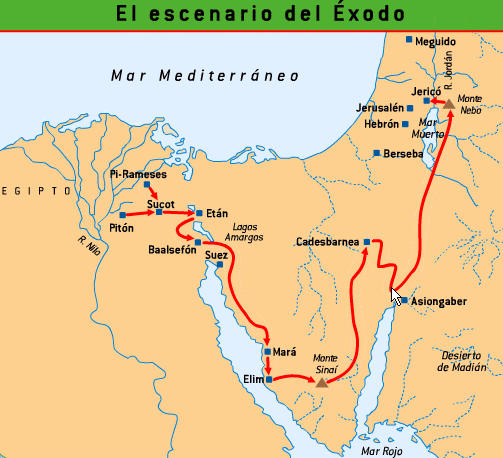 El escenario del Éxodo
Meguido
Mar Mediterráneo
R. Jordán
Jericó
Monte
Nebo
Jerusalén
Mar
Muerto
Hebrón
Berseba
Pi-Rameses
EGIPTO
Sucot
Etán
Pitón
Lagos
Amargos
R. Nilo
Baalsefón
Suez
Cadesbarnea
Asiongaber
Mará
Monte
Sinaí
Desierto
de Madián
Elim
Mar Rojo